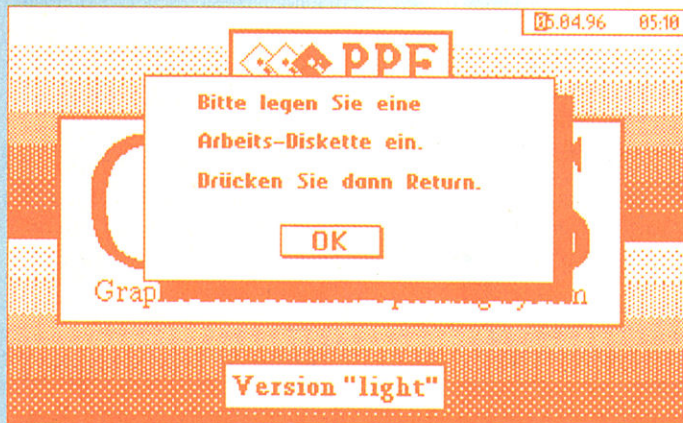 05.04.96 05:10
Bitte legen Sie eine
Arbeits-Diskette ein.
Drücken Sie dann Return.
OK
Version "light"